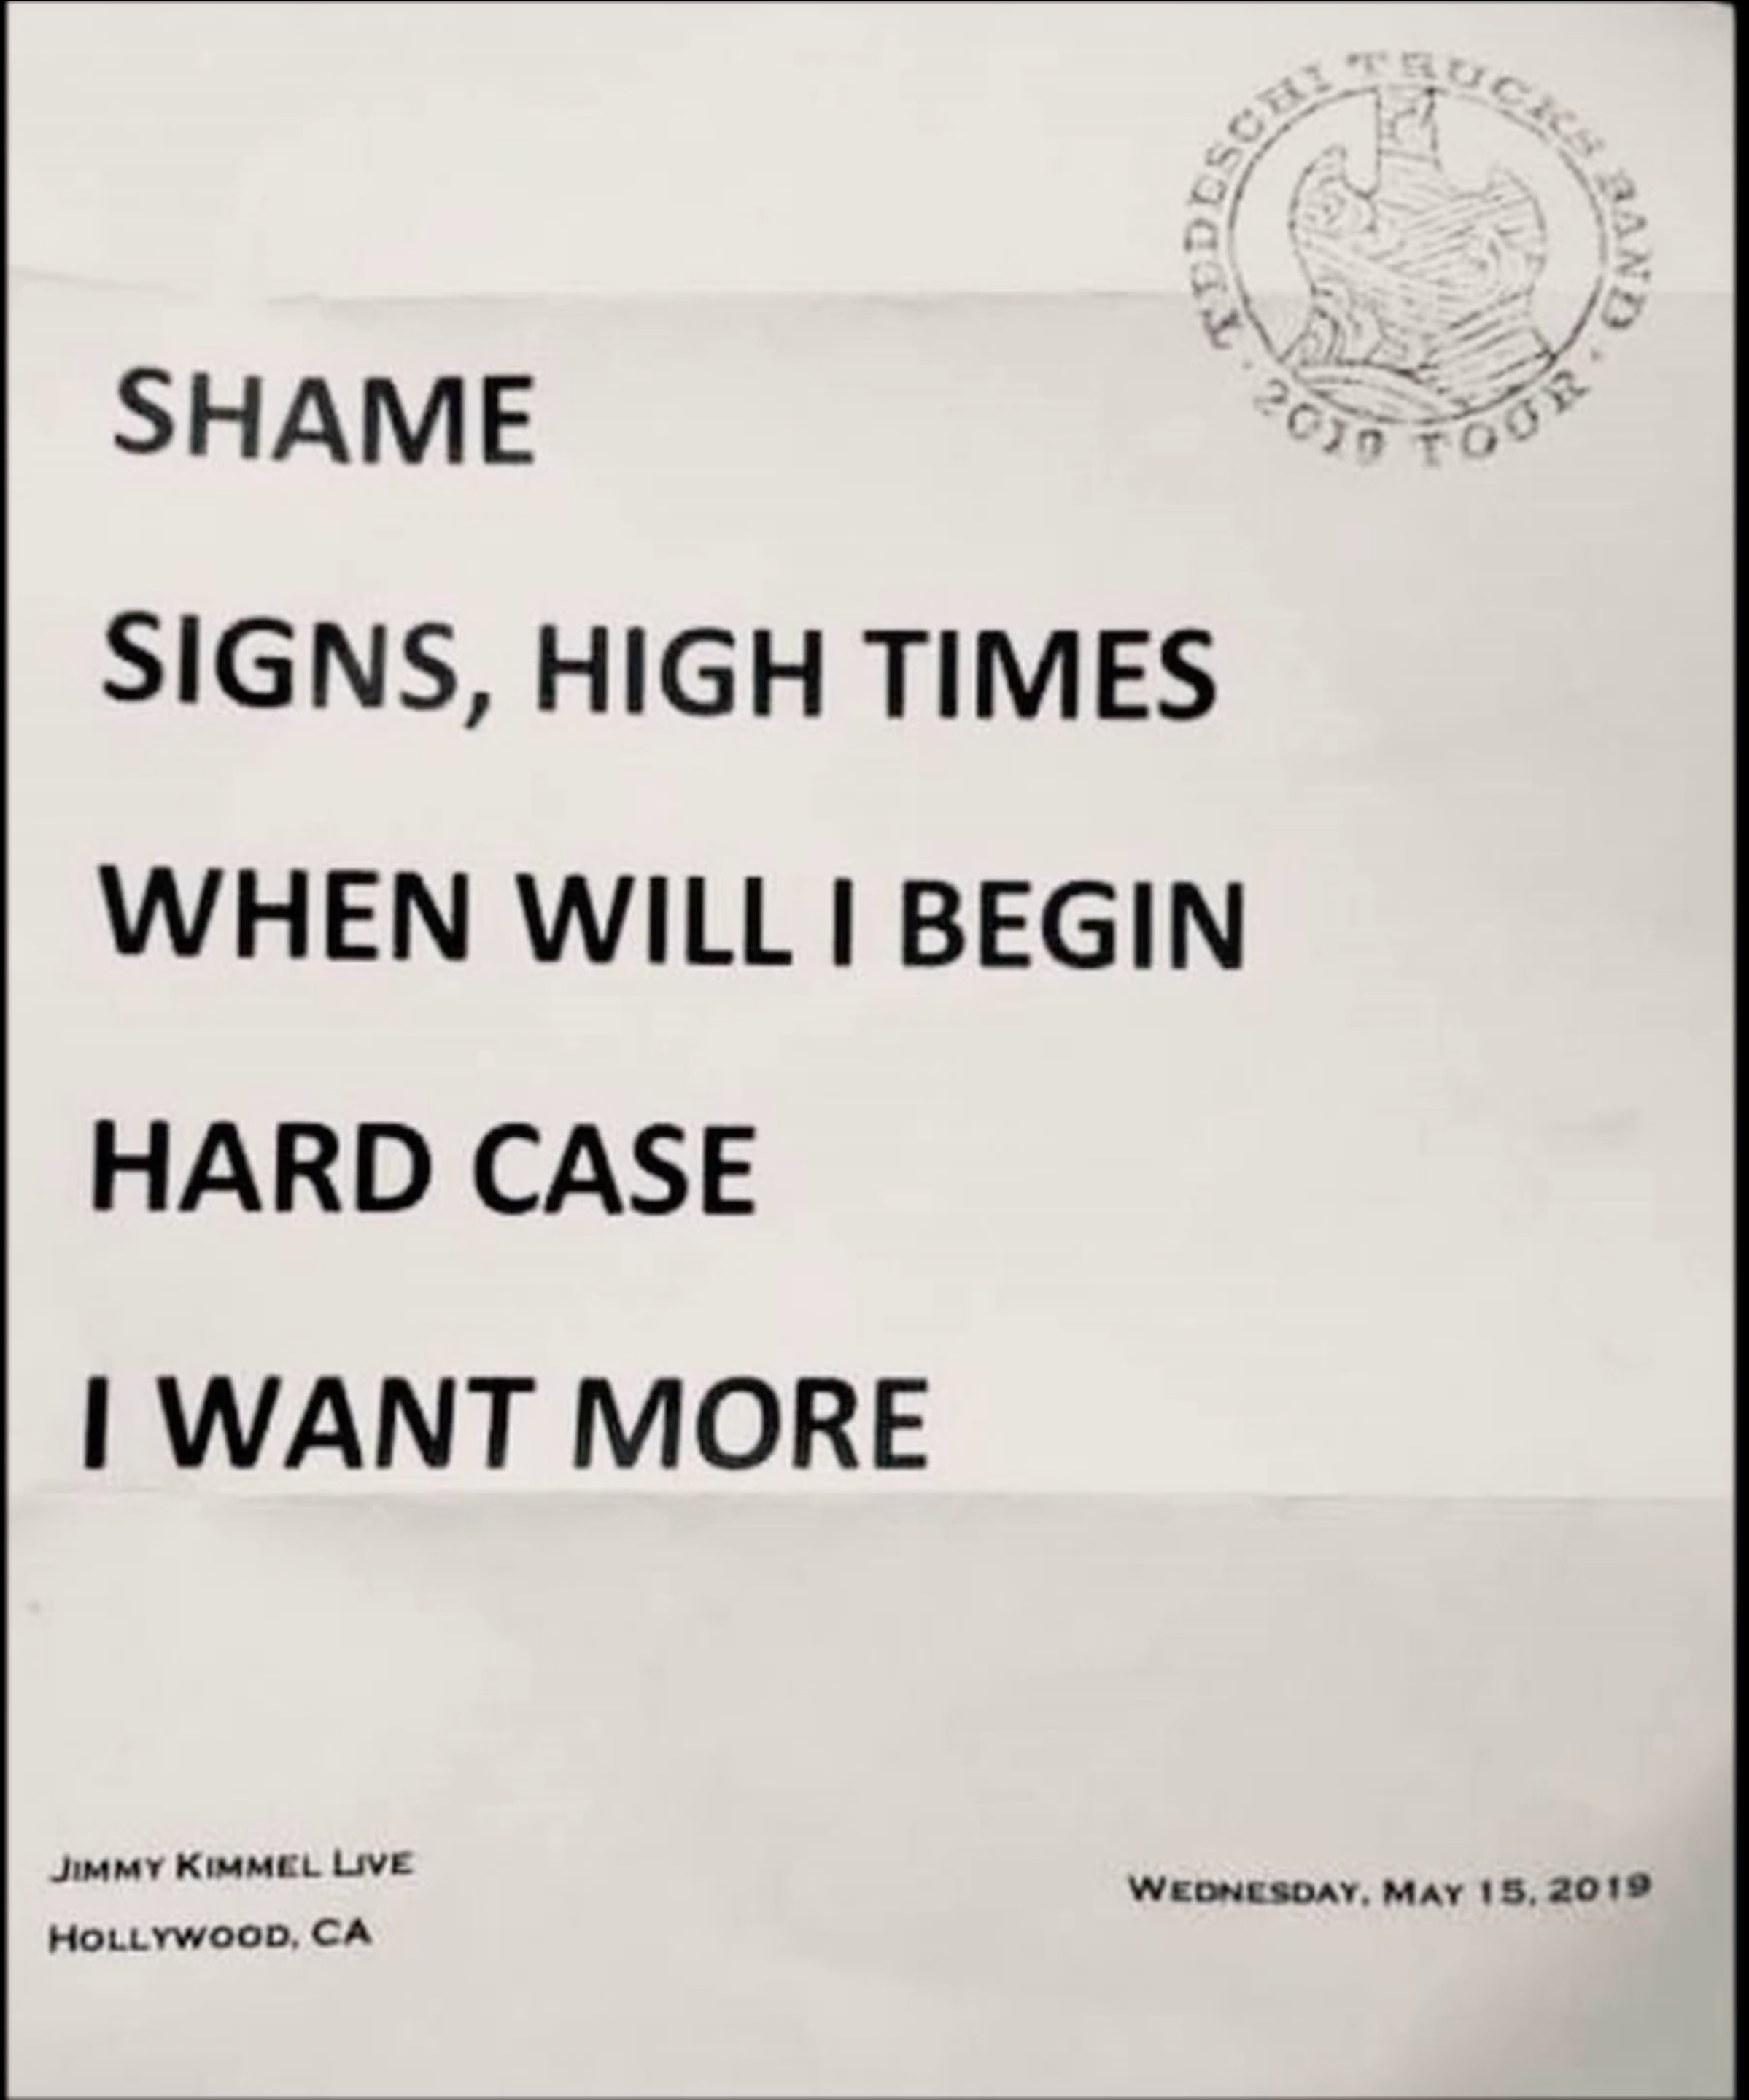 TEDESCHI TRUCKS BAND
· 2019 TOUR ·
SHAME
SIGNS, HIGH TIMES
WHEN WILL I BEGIN
HARD CASE
I WANT MORE
JIMMY KIMMEL LIVE
HOLLYWOOD, CA
WEDNESDAY, MAY 15, 2019